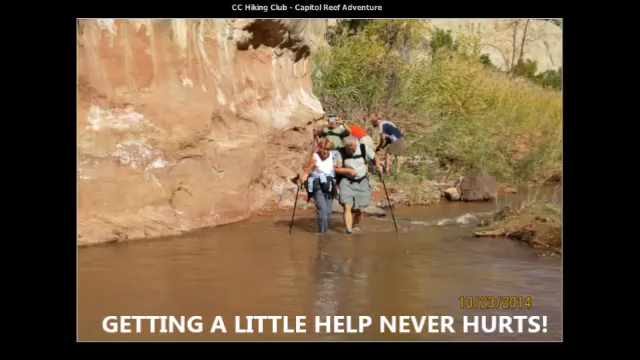 CC Hiking Club - Capitol Reef Adventure
10/23/2014
GETTING A LITTLE HELP NEVER HURTS!